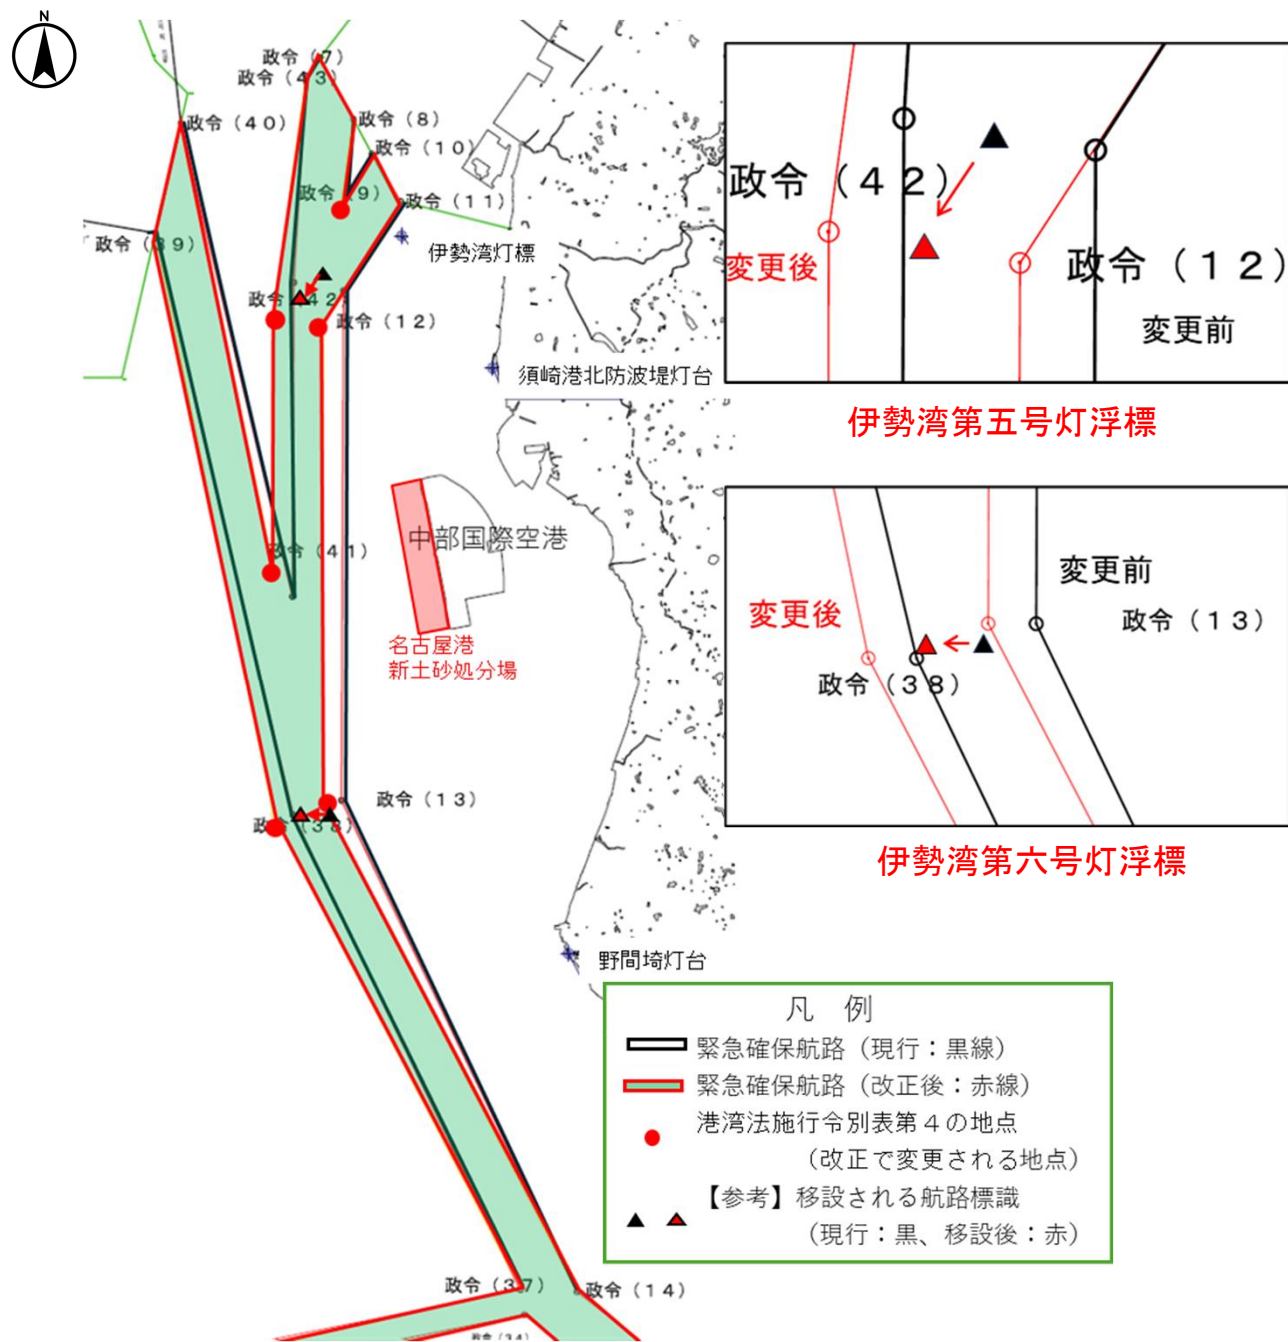 N
政令（７）
政令（４３）
政令（４０）
政令（８）
政令（１０）
政令（９）
政令（１１）
政令（３９）
伊勢湾灯標
政令（４２）
政令（１２）
須崎港北防波堤灯台
政令（４１）
中部国際空港
名古屋港
新土砂処分場
政令（１３）
政令（３８）
野間埼灯台
政令（３７）
政令（１４）
政令（３４）
政令（４２）
変更後
政令（１２）
変更前
伊勢湾第五号灯浮標
変更前
変更後
政令（１３）
政令（３８）
伊勢湾第六号灯浮標
凡　例
緊急確保航路（現行：黒線）
緊急確保航路（改正後：赤線）
港湾法施行令別表第４の地点
（改正で変更される地点）
【参考】移設される航路標識
（現行：黒、移設後：赤）